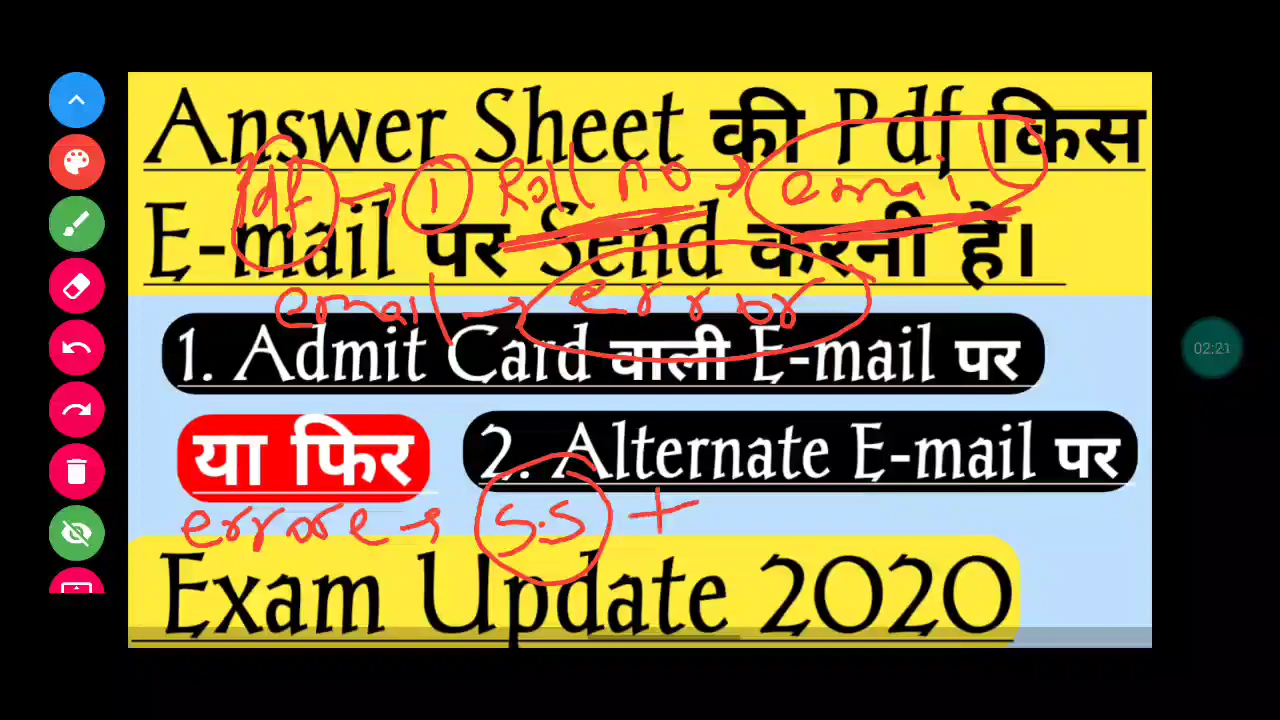 Answer Sheet की Pdf किस
Pdf → 1 Roll no → email
E-mail पर Send करनी है।
email → error
1. Admit Card वाली E-mail पर
02:21
या फिर 2. Alternate E-mail पर
errore → S.S +
Exam Update 2020